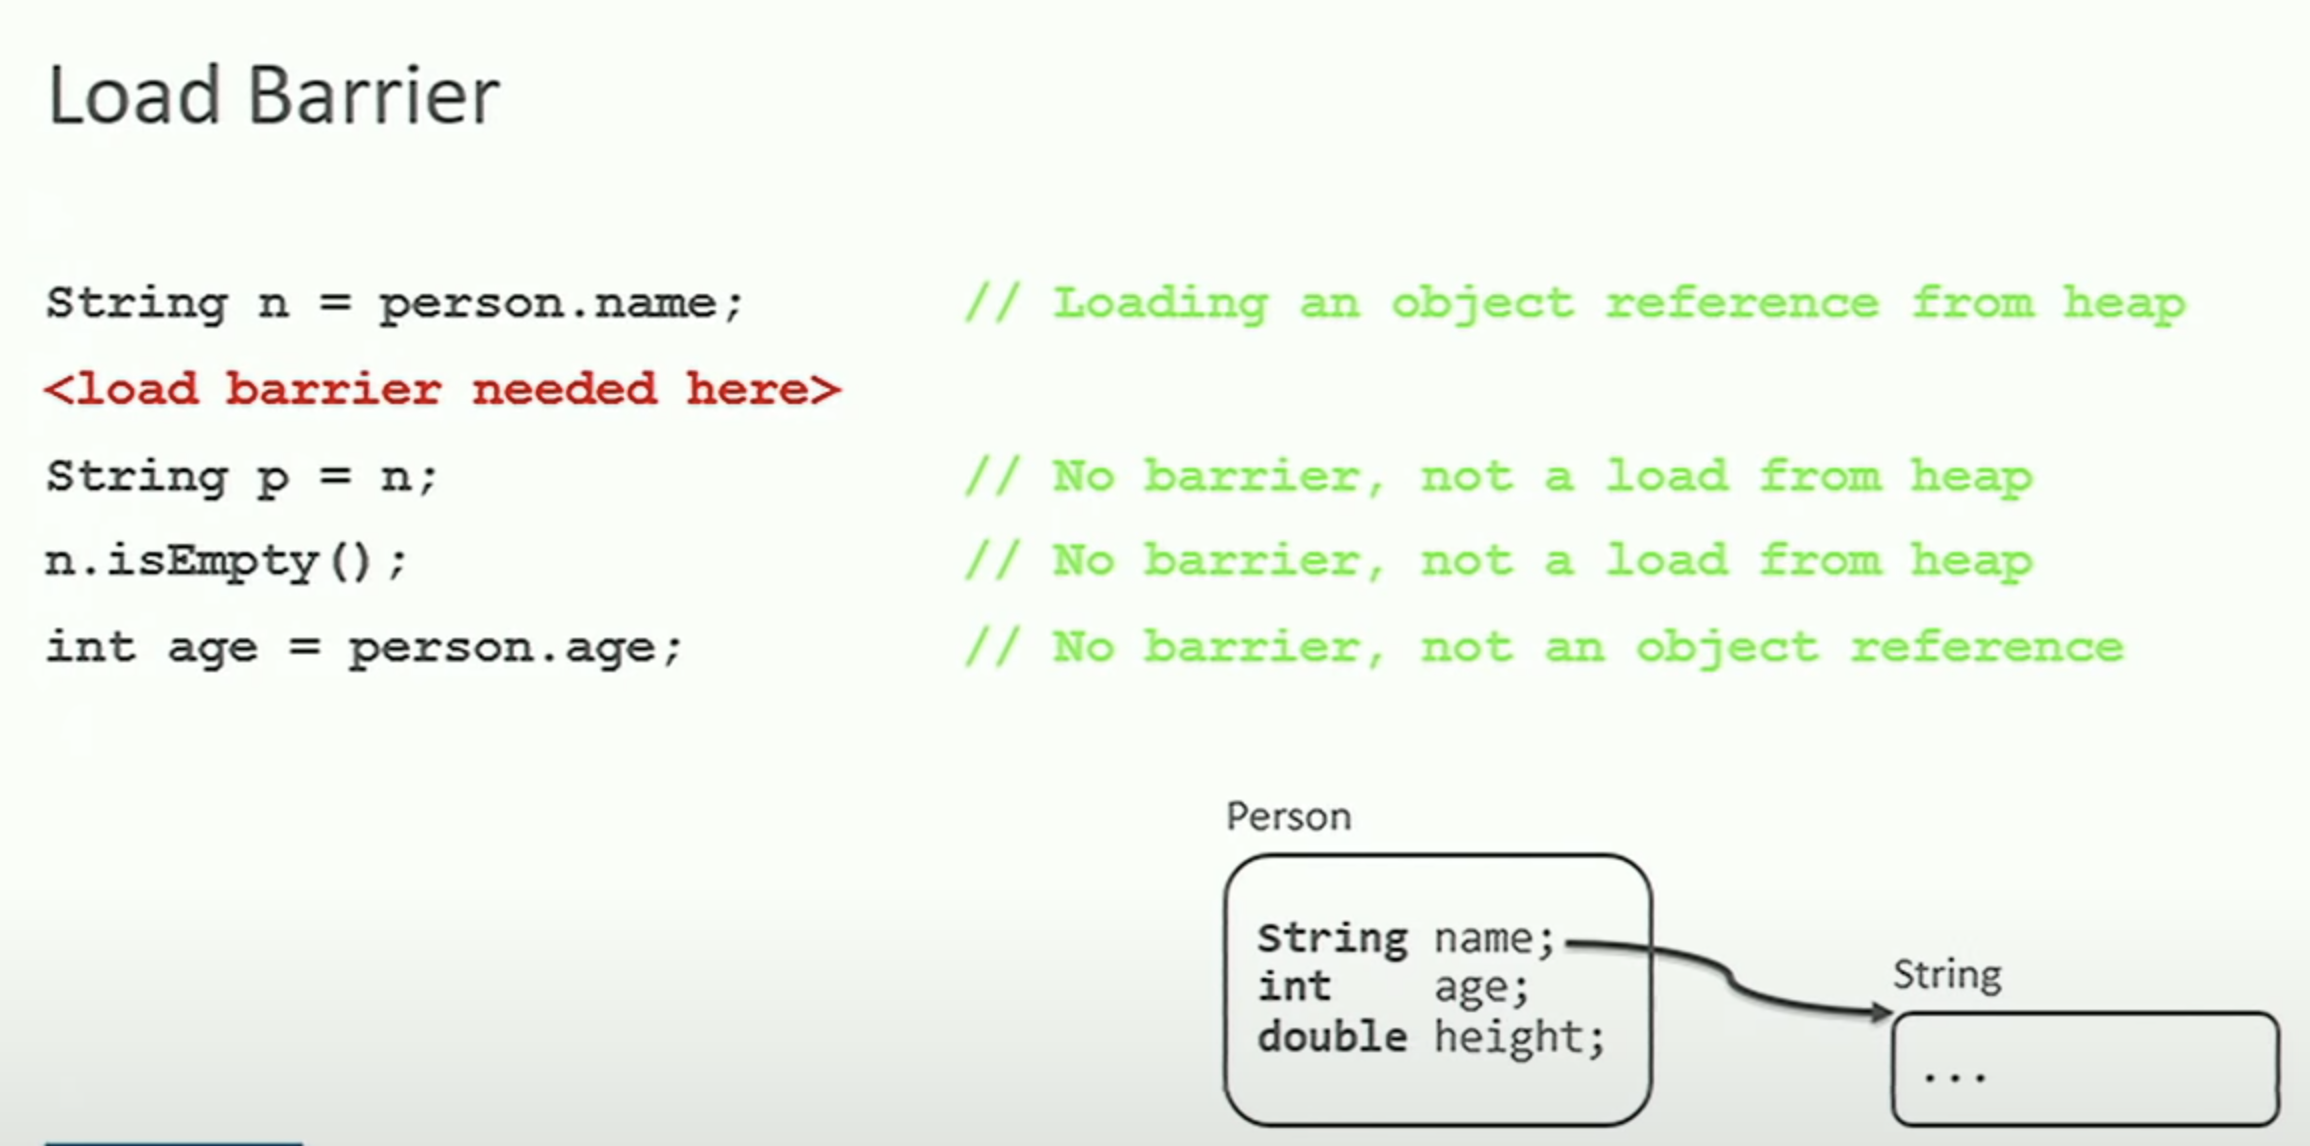 Load Barrier
String n = person.name; // Loading an object reference from heap
<load barrier needed here>
String p = n; // No barrier, not a load from heap
n.isEmpty(); // No barrier, not a load from heap
int age = person.age; // No barrier, not an object reference
Person
String name;
int age;
double height;
String
...